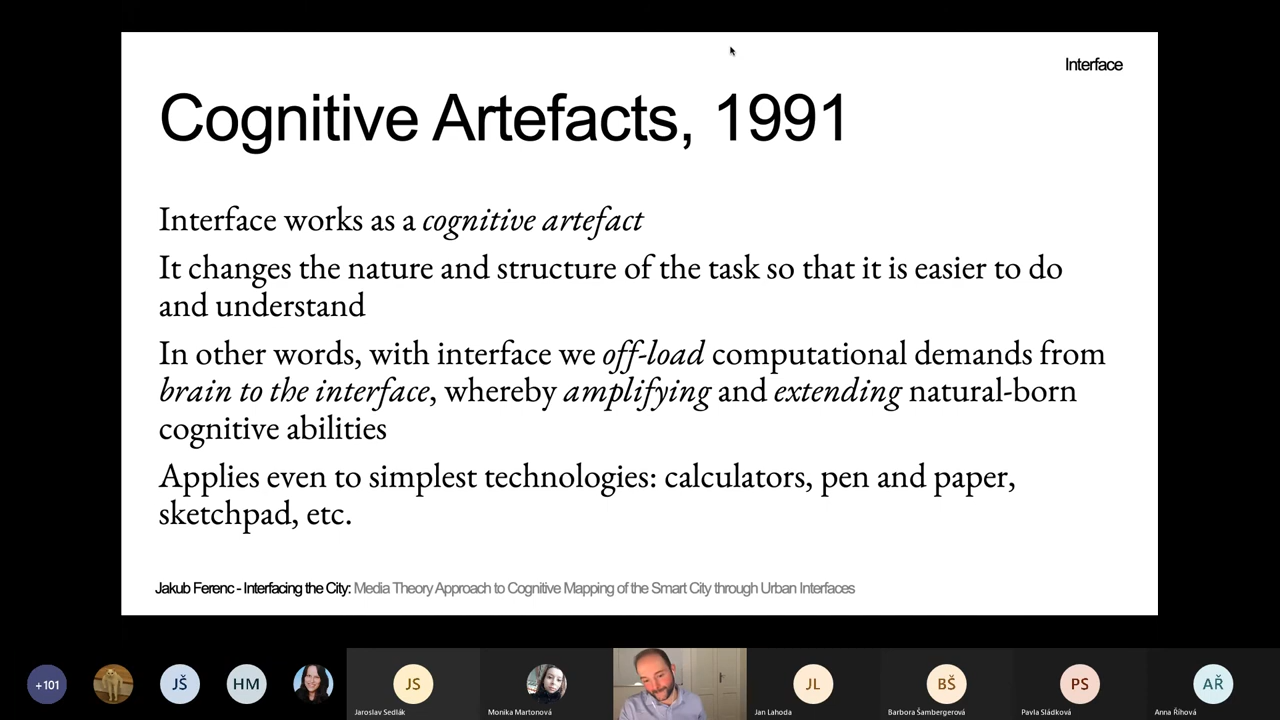 Interface
Cognitive Artefacts, 1991
Interface works as a cognitive artefact
It changes the nature and structure of the task so that it is easier to do
and understand
In other words, with interface we off-load computational demands from
brain to the interface, whereby amplifying and extending natural-born
cognitive abilities
Applies even to simplest technologies: calculators, pen and paper,
sketchpad, etc.
Jakub Ferenc - Interfacing the City: Media Theory Approach to Cognitive Mapping of the Smart City through Urban Interfaces
+101
JŠ
HM
JS
JL
BŠ
PS
AŘ
Jaroslav Sedlák
Monika Martonová
Jan Lahoda
Barbora Šambergerová
Pavla Sládková
Anna Říhová